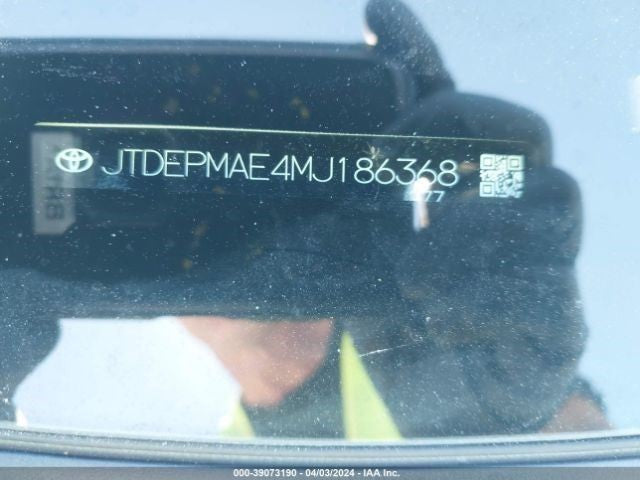 JTDEPMAE4MJ186368
000-39073190 - 04/03/2024 - IAA Inc.